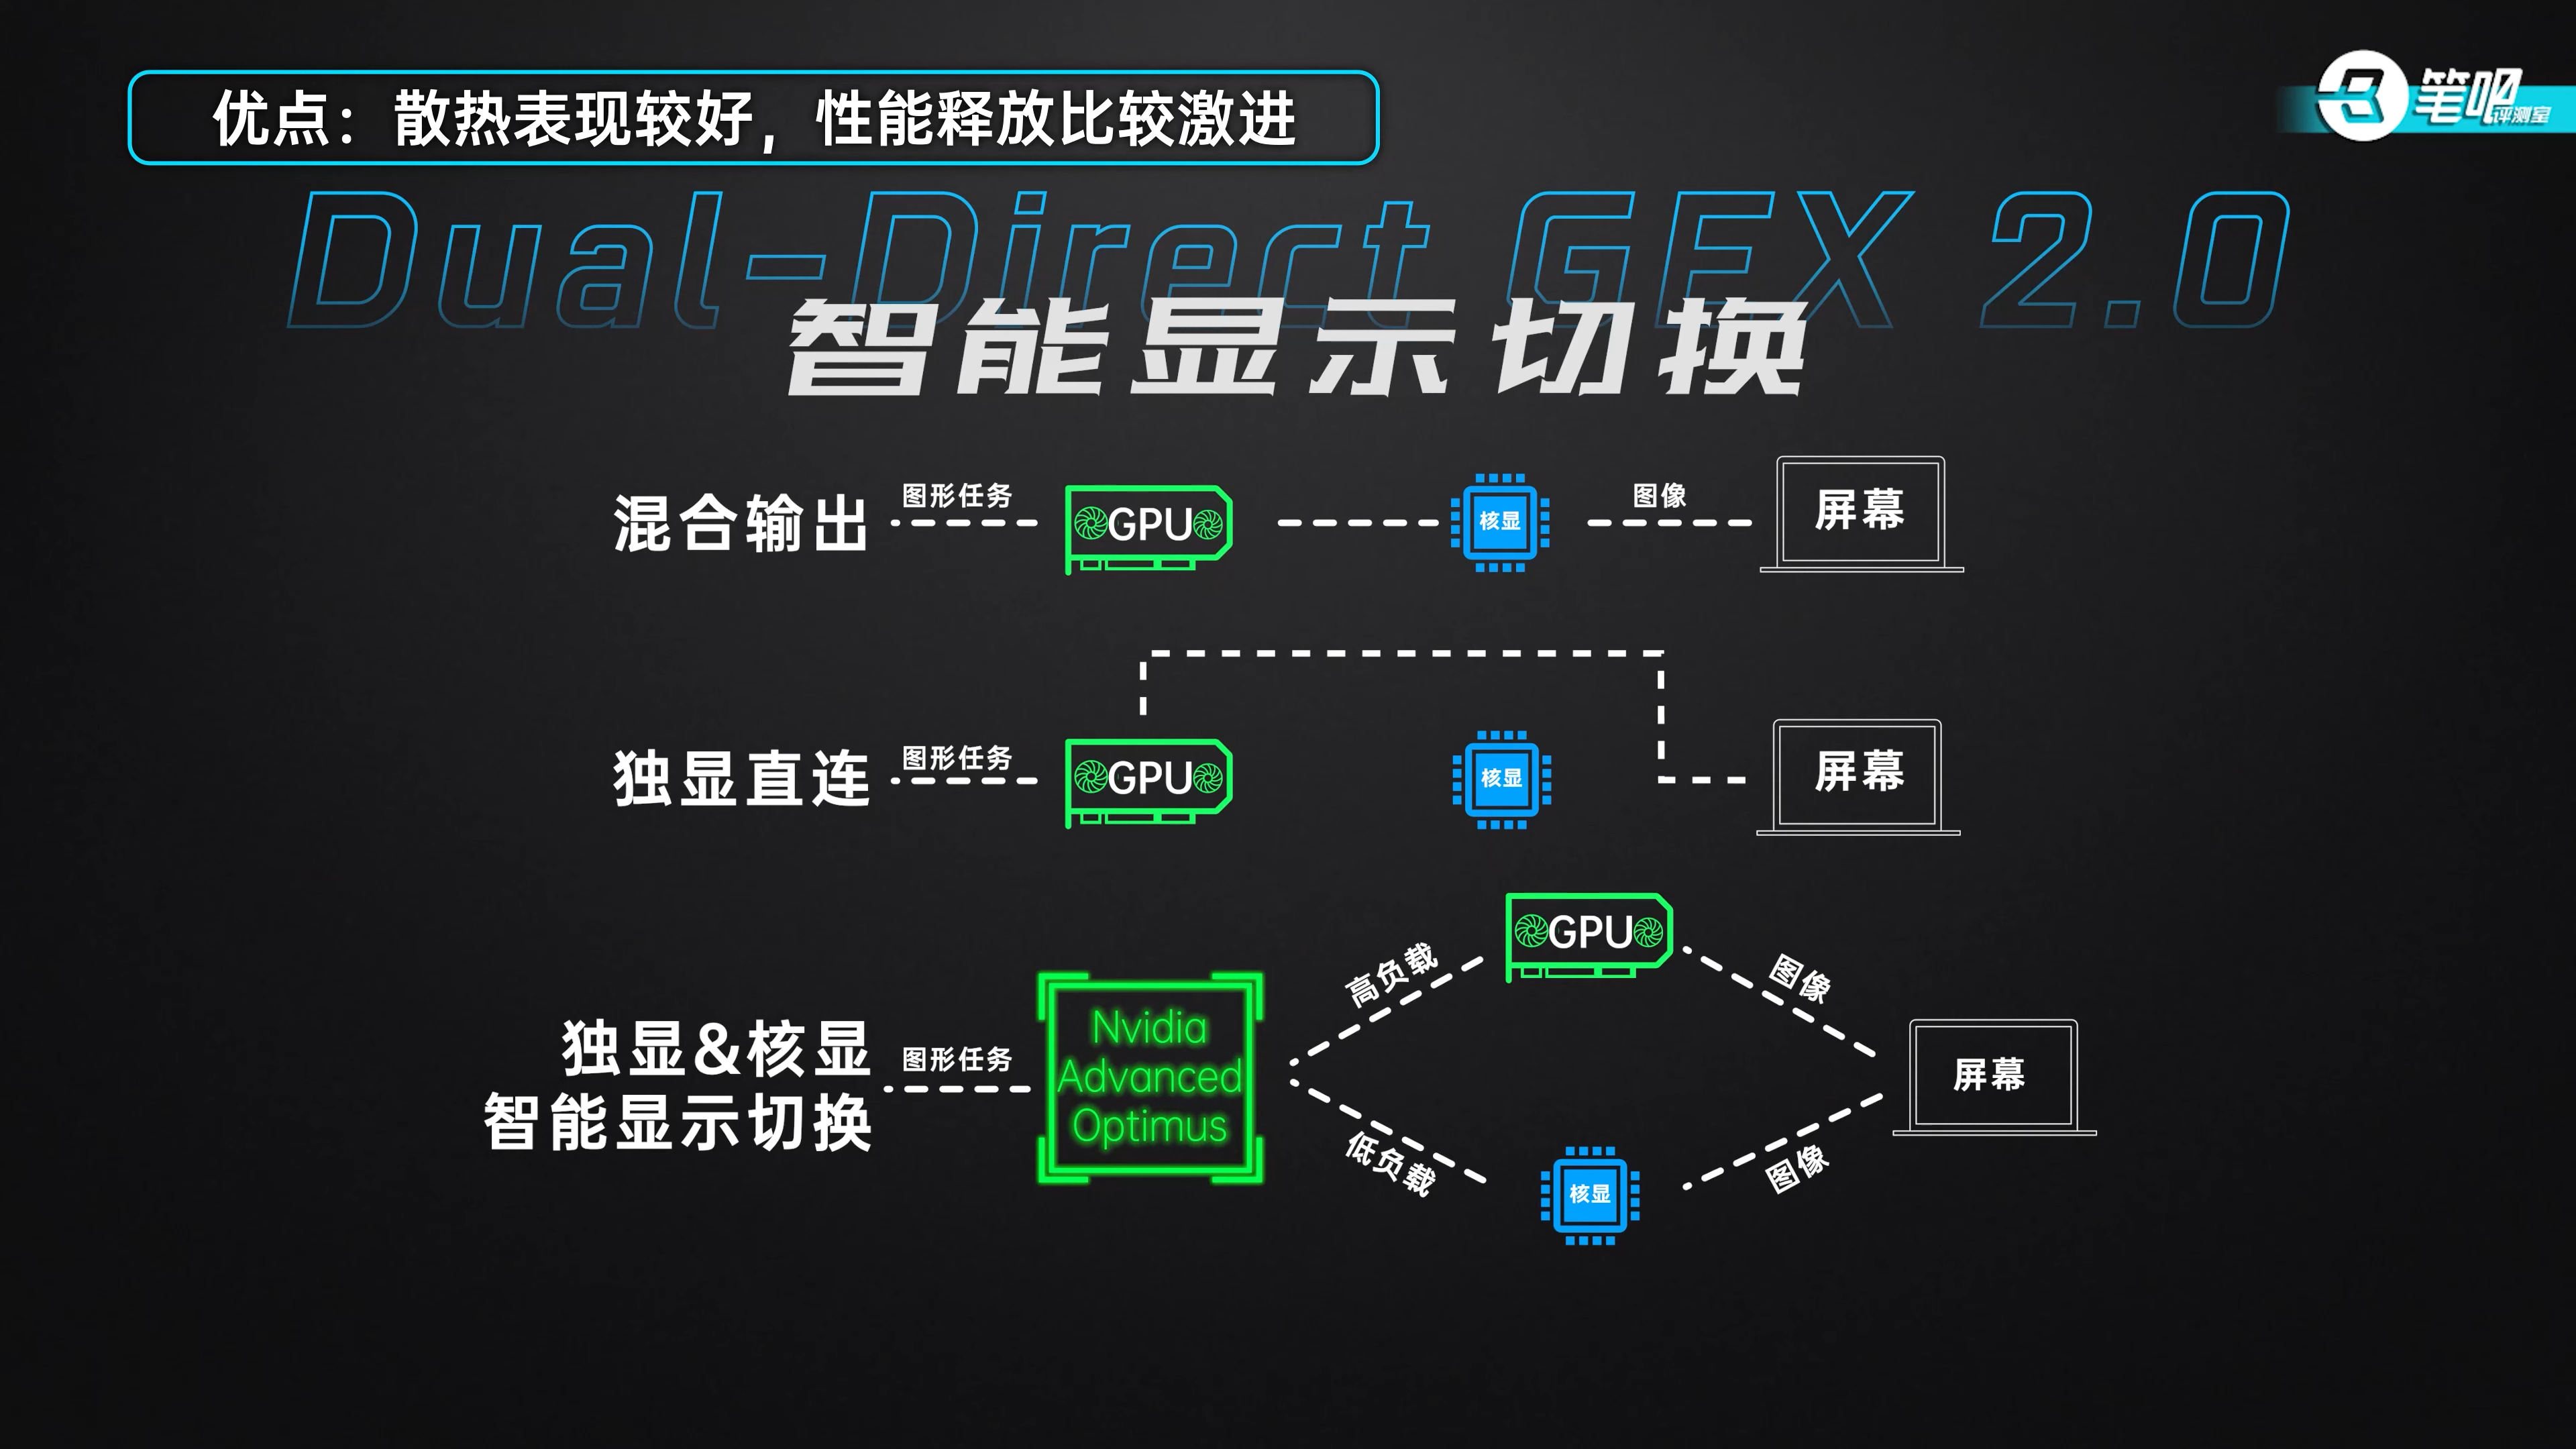 优点：散热表现较好，性能释放比较激进
笔吧评测室
Dual-Direct GFX 2.0
智能显示切换
混合输出
图形任务
GPU
核显
图像
屏幕
独显直连
图形任务
GPU
核显
屏幕
独显&核显
智能显示切换
图形任务
Nvidia
Advanced
Optimus
高负载
GPU
图像
低负载
核显
图像
屏幕